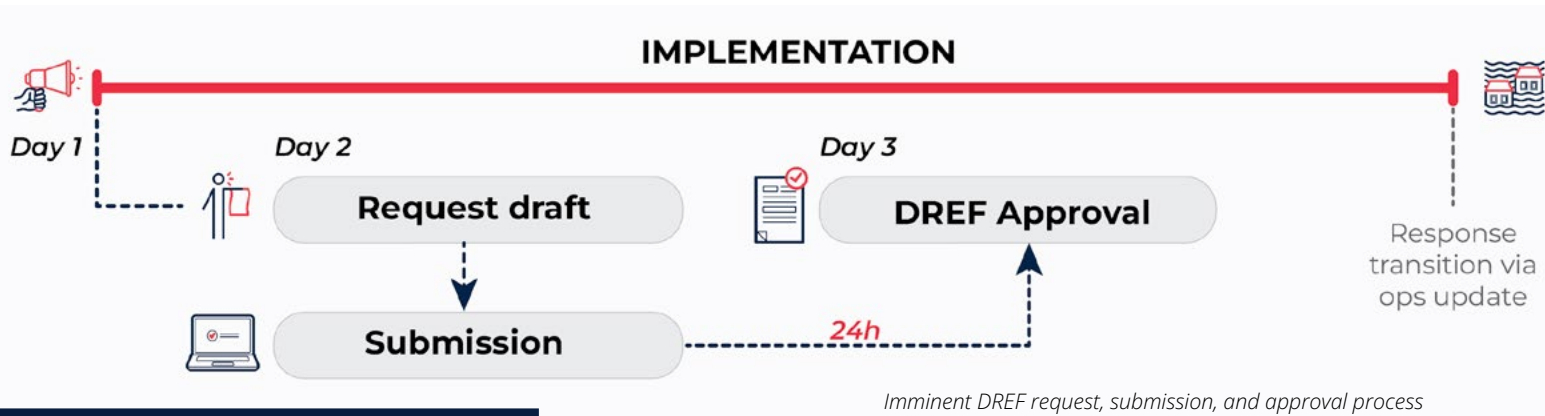 IMPLEMENTATION
Day 1
Day 2
Day 3
Request draft
DREF Approval
Submission
24h
Response
transition via
ops update
Imminent DREF request, submission, and approval process